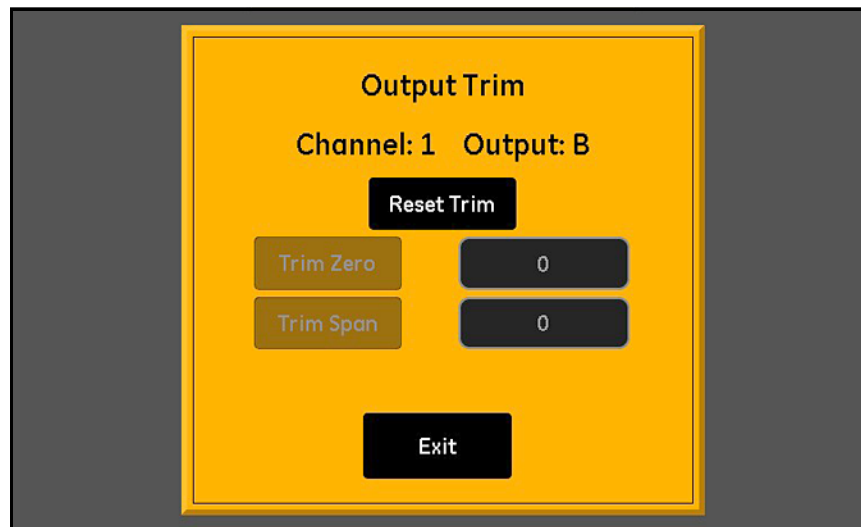 Output Trim
Channel: 1 Output: B
Reset Trim
Trim Zero 0
Trim Span 0
Exit